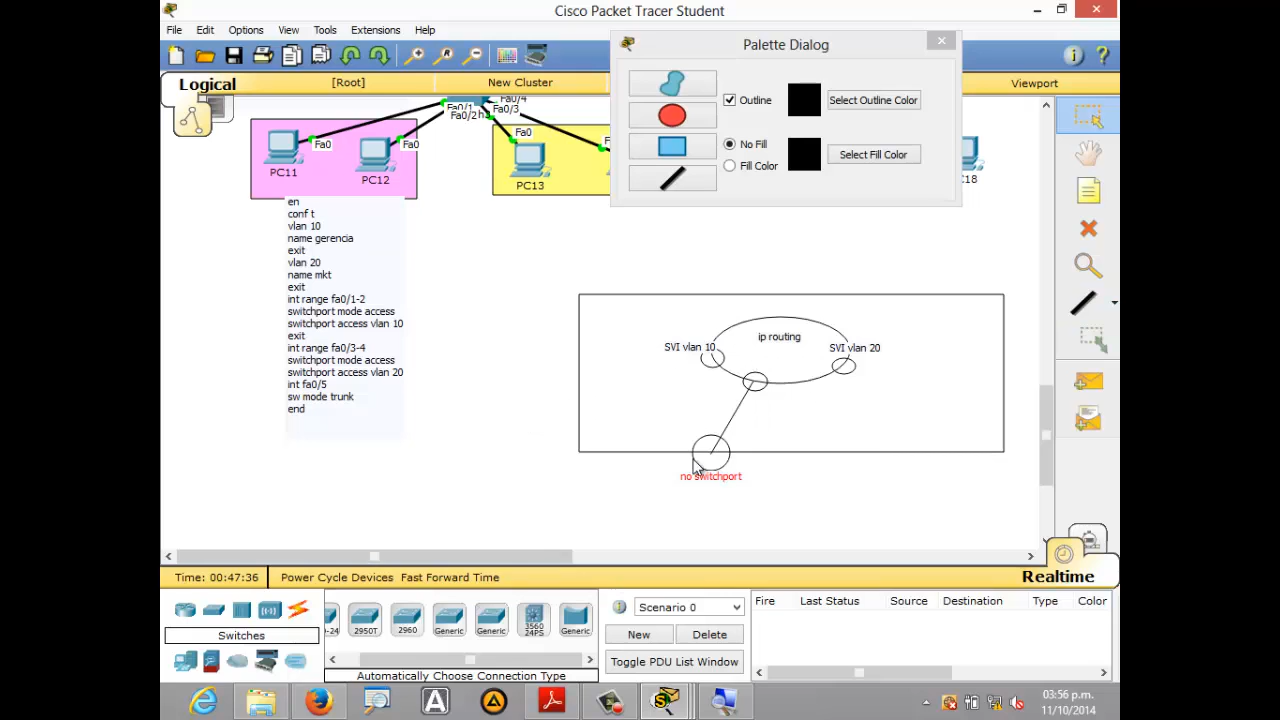 Cisco Packet Tracer Student
File Edit Options View Tools Extensions Help
Palette Dialog
Logical
[Root]
New Cluster
Viewport
Outline
Select Outline Color
No Fill
Fill Color
Select Fill Color
Fa0/1
Fa0/2
Fa0/4
Fa0/3
Fa0
Fa0
Fa0
PC11
PC12
PC13
C18
en
conf t
vlan 10
name gerencia
exit
vlan 20
name mkt
exit
int range fa0/1-2
switchport mode access
switchport access vlan 10
exit
int range fa0/3-4
switchport mode access
switchport access vlan 20
int fa0/5
sw mode trunk
end
ip routing
SVI vlan 10
SVI vlan 20
no switchport
Time: 00:47:36
Power Cycle Devices Fast Forward Time
Realtime
Switches
2950T
2960
Generic
Generic
3560
24PS
Generic
Automatically Choose Connection Type
Scenario 0
New
Delete
Toggle PDU List Window
Fire Last Status Source Destination Type Color
03:56 p.m.
11/10/2014